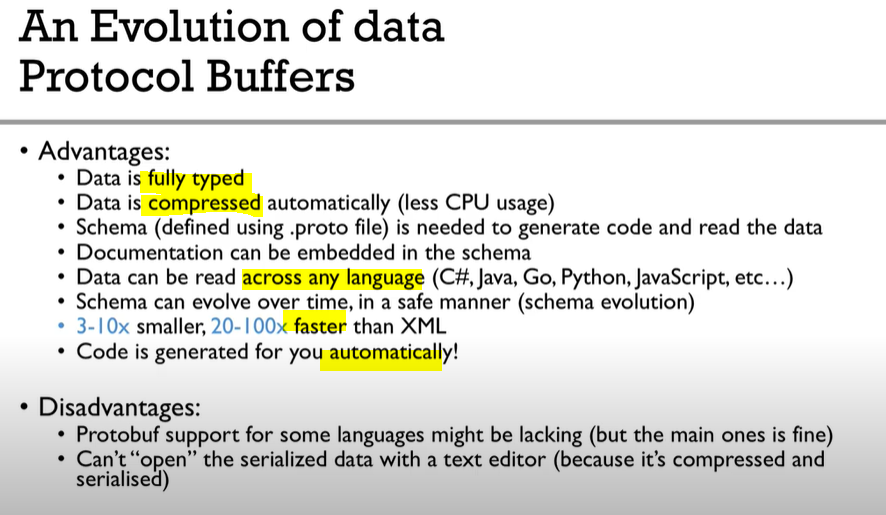 An Evolution of data
Protocol Buffers
• Advantages:
• Data is fully typed
• Data is compressed automatically (less CPU usage)
• Schema (defined using .proto file) is needed to generate code and read the data
• Documentation can be embedded in the schema
• Data can be read across any language (C#, Java, Go, Python, JavaScript, etc…)
• Schema can evolve over time, in a safe manner (schema evolution)
• 3-10x smaller, 20-100x faster than XML
• Code is generated for you automatically!
• Disadvantages:
• Protobuf support for some languages might be lacking (but the main ones is fine)
• Can't “open” the serialized data with a text editor (because it's compressed and
serialised)